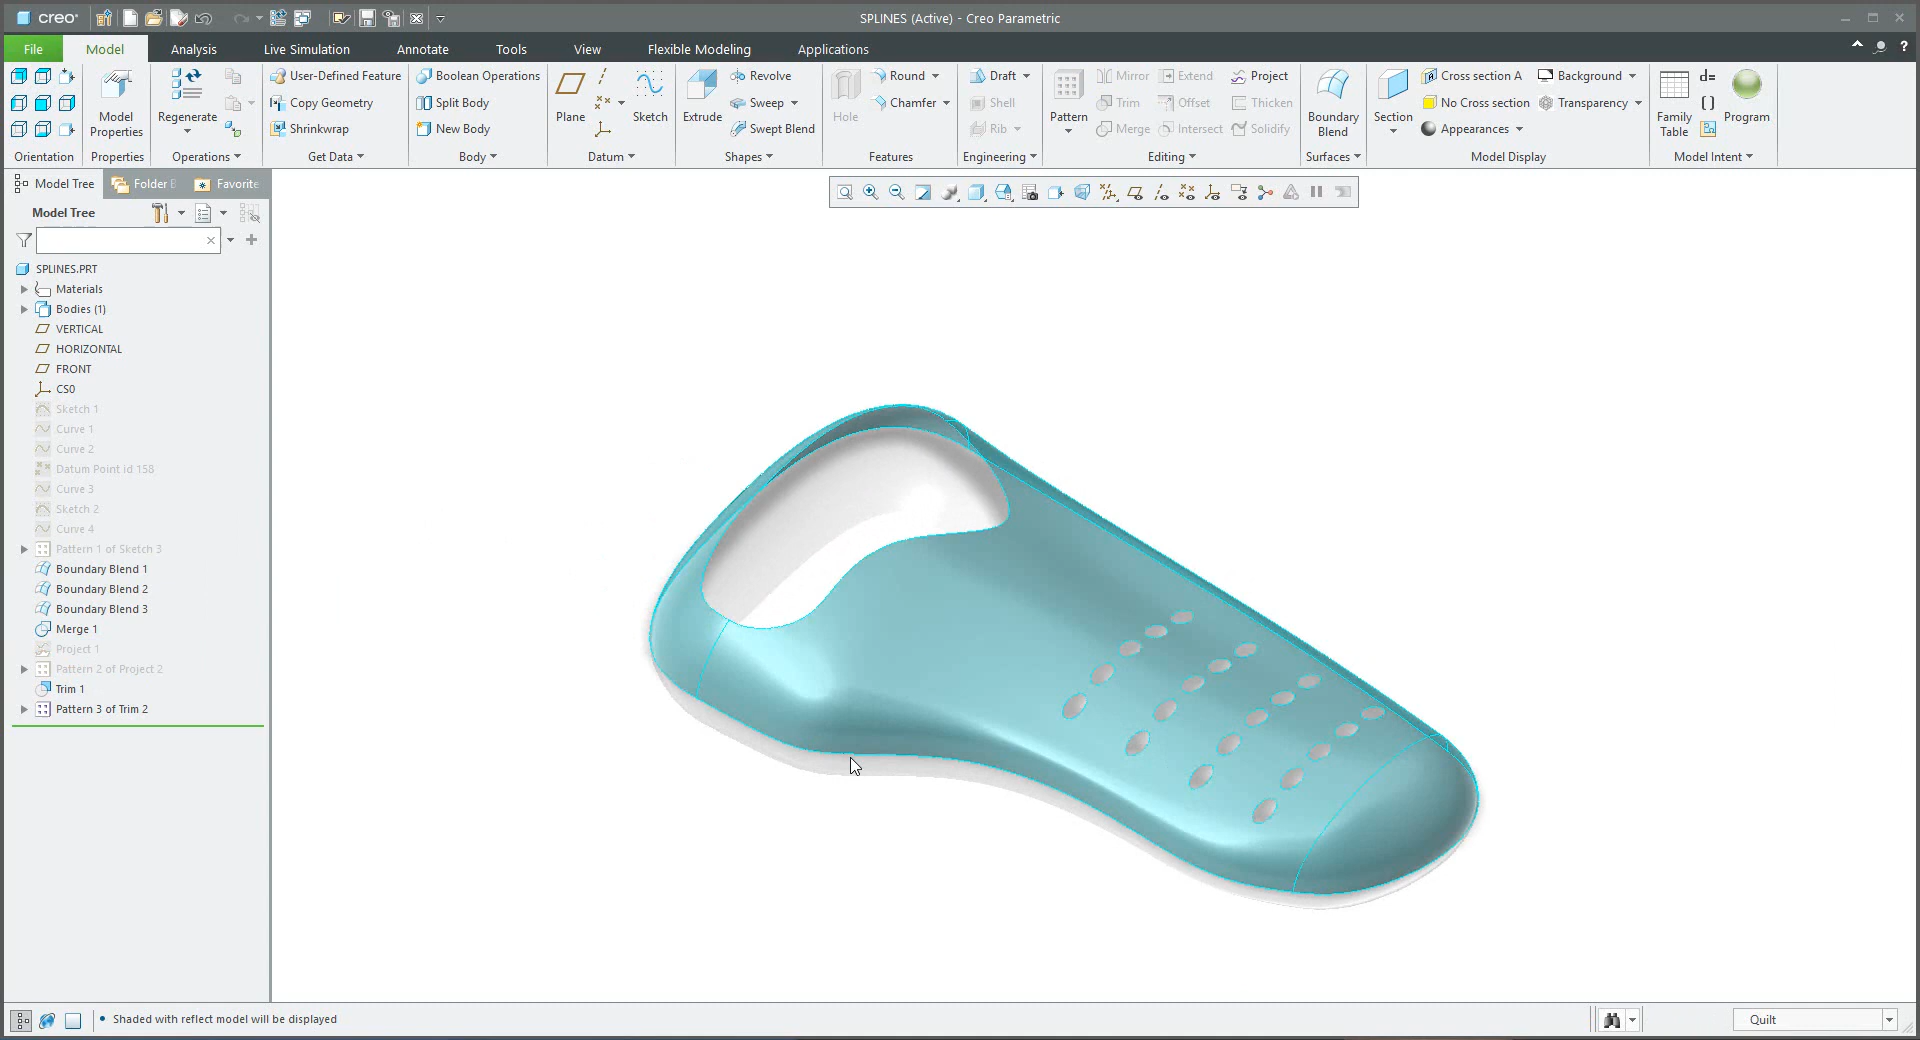 creo°
SPLINES (Active) - Creo Parametric
File Model Analysis Live Simulation Annotate Tools View Flexible Modeling Applications
Orientation
Model Properties
Properties
Regenerate
Operations
User-Defined Feature
Copy Geometry
Shrinkwrap
Get Data
Boolean Operations
Split Body
New Body
Body
Plane
Sketch
Datum
Extrude
Revolve
Sweep
Swept Blend
Shapes
Hole
Round
Chamfer
Features
Draft
Shell
Rib
Engineering
Pattern
Mirror Extend Project
Trim Offset Thicken
Merge Intersect Solidify
Editing
Boundary Blend
Surfaces
Section
Cross section A
No Cross section
Appearances
Background
Transparency
Model Display
Family Table
d=
( )
Program
Model Intent
Model Tree Folder B Favorite
Model Tree
SPLINES.PRT
Materials
Bodies (1)
VERTICAL
HORIZONTAL
FRONT
CS0
Sketch 1
Curve 1
Curve 2
Datum Point id 158
Curve 3
Sketch 2
Curve 4
Pattern 1 of Sketch 3
Boundary Blend 1
Boundary Blend 2
Boundary Blend 3
Merge 1
Project 1
Pattern 2 of Project 2
Trim 1
Pattern 3 of Trim 2
• Shaded with reflect model will be displayed
Quilt